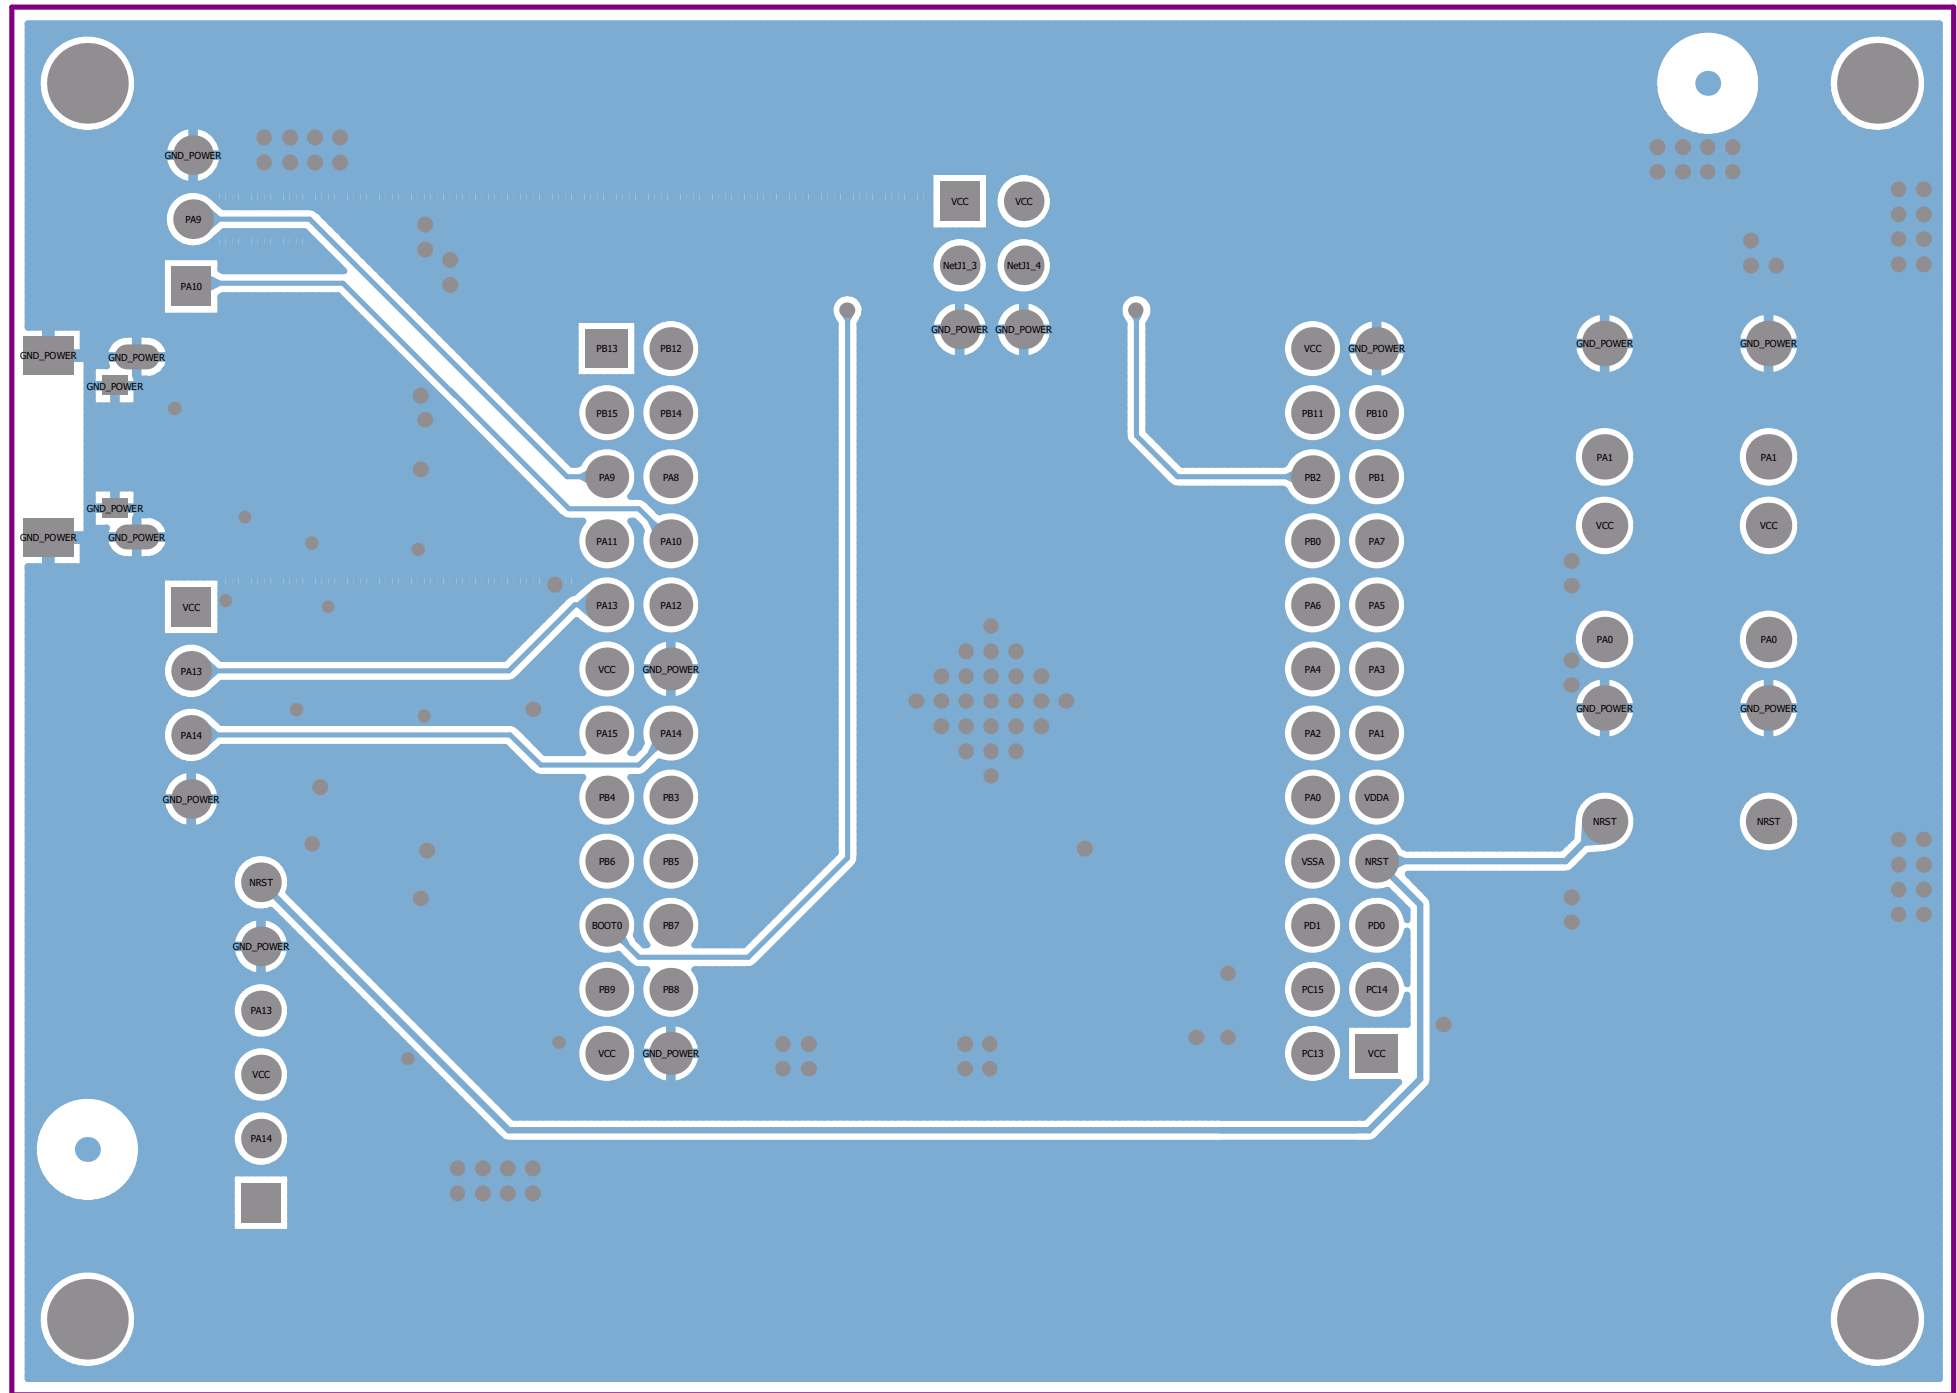 GND_POWER
PA9
PA10
VCC VCC
NetJ1_3 NetJ1_4
GND_POWER GND_POWER
GND_POWER
GND_POWER
GND_POWER
GND_POWER
GND_POWER
GND_POWER
VCC
PA13
PA14
GND_POWER
NRST
GND_POWER
PA13
VCC
PA14
PB13 PB12
PB15 PB14
PA9 PA8
PA11 PA10
PA13 PA12
VCC GND_POWER
PA15 PA14
PB4 PB3
PB6 PB5
BOOT0 PB7
PB9 PB8
VCC GND_POWER
VCC GND_POWER
PB11 PB10
PB2 PB1
PB0 PA7
PA6 PA5
PA4 PA3
PA2 PA1
PA0 VDDA
VSSA NRST
PD1 PD0
PC15 PC14
PC13 VCC
GND_POWER GND_POWER
PA1 PA1
VCC VCC
PA0 PA0
GND_POWER GND_POWER
NRST NRST